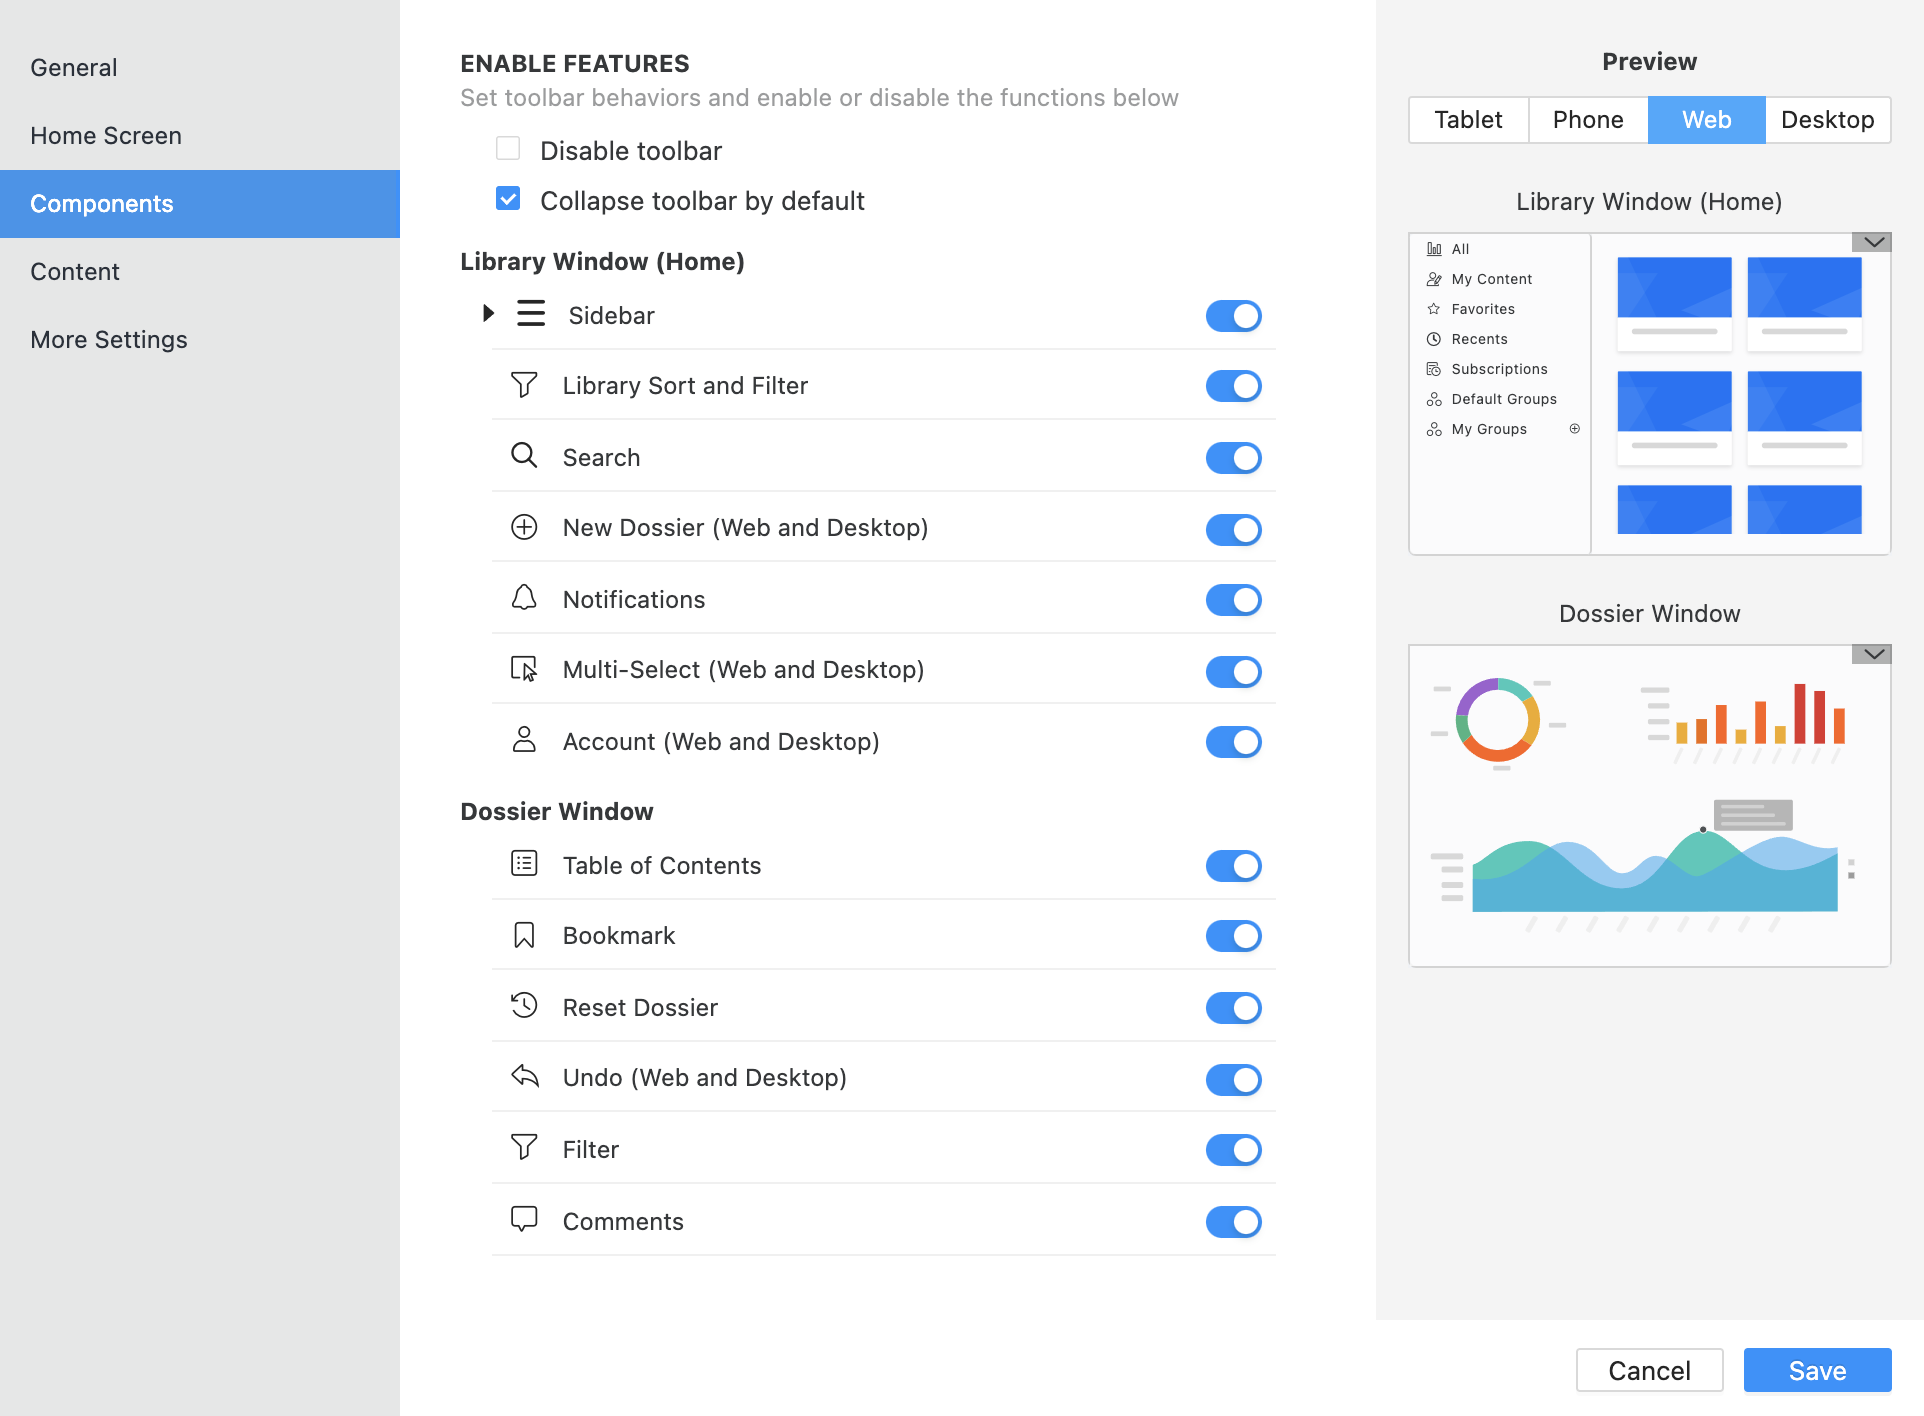 General
Home Screen
Components
Content
More Settings
ENABLE FEATURES
Set toolbar behaviors and enable or disable the functions below
Disable toolbar
Collapse toolbar by default
Library Window (Home)
Sidebar
Library Sort and Filter
Search
New Dossier (Web and Desktop)
Notifications
Multi-Select (Web and Desktop)
Account (Web and Desktop)
Dossier Window
Table of Contents
Bookmark
Reset Dossier
Undo (Web and Desktop)
Filter
Comments
Preview
Tablet Phone Web Desktop
Library Window (Home)
All
My Content
Favorites
Recents
Subscriptions
Default Groups
My Groups
Dossier Window
Cancel Save